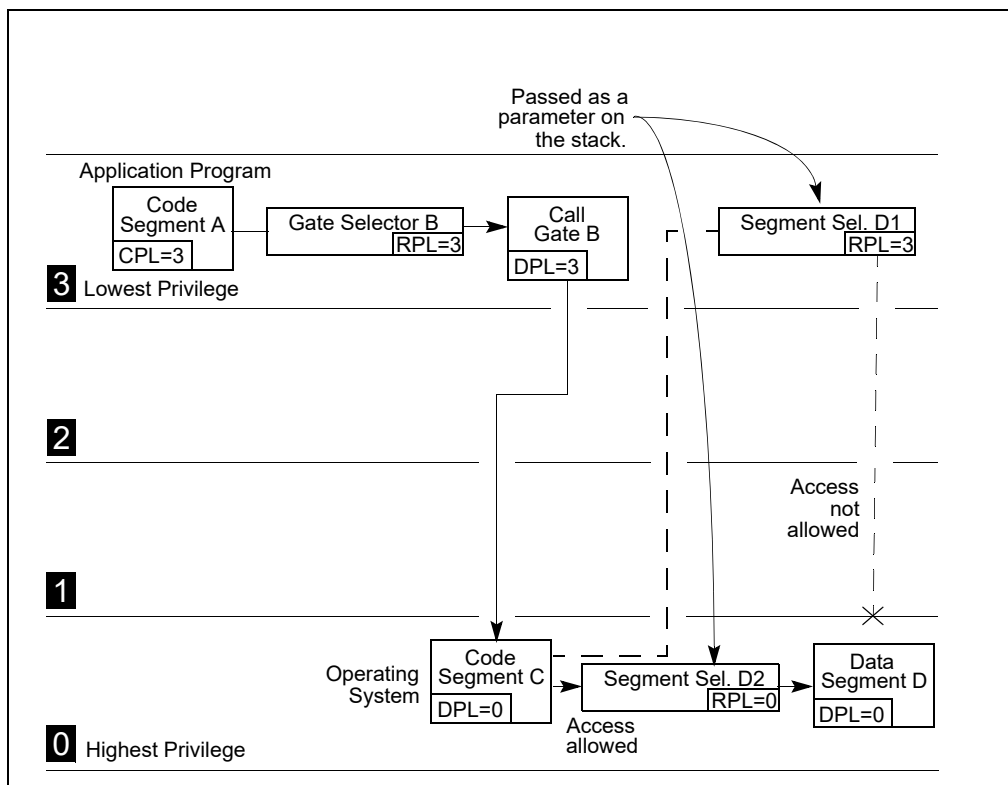 Passed as a
parameter on
the stack.
Application Program
Code
Segment A
CPL=3
Gate Selector B
RPL=3
Call
Gate B
DPL=3
Segment Sel. D1
RPL=3
3
Lowest Privilege
2
Access
not
allowed
1
Operating
System
Code
Segment C
DPL=0
Access
allowed
Segment Sel. D2
RPL=0
Data
Segment D
DPL=0
0
Highest Privilege